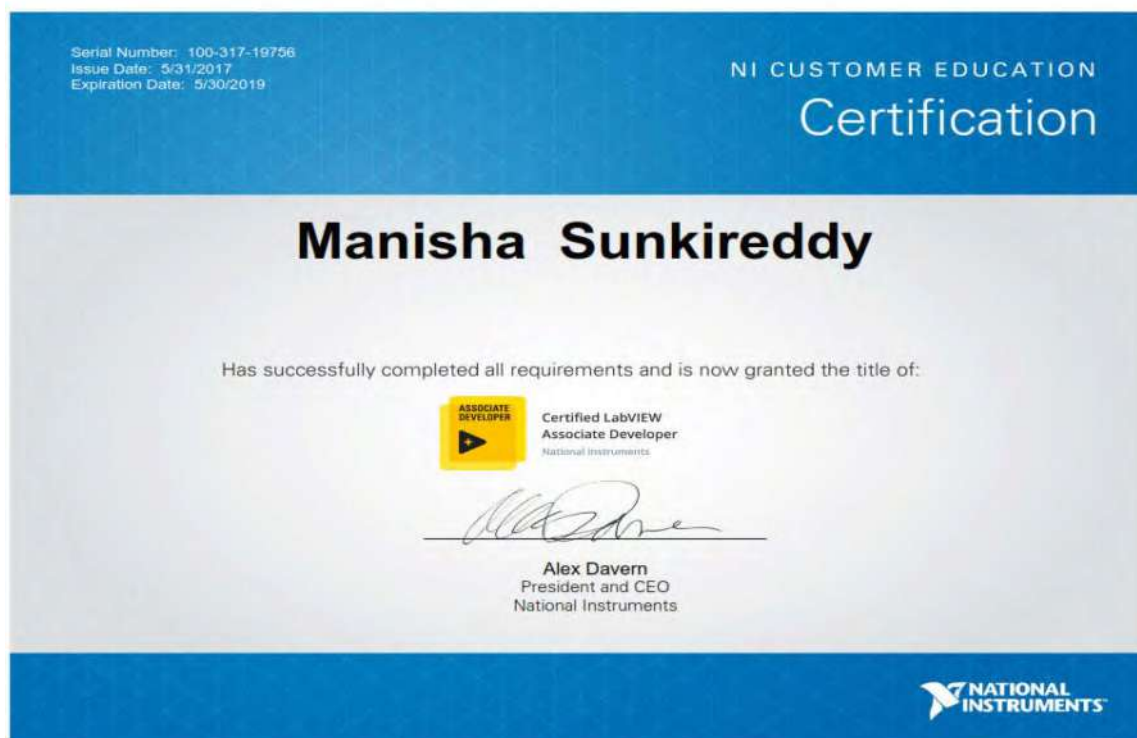 Serial Number: 100-317-19756
Issue Date: 5/31/2017
Expiration Date: 5/30/2019
NI CUSTOMER EDUCATION
Certification
Manisha Sunkireddy
Has successfully completed all requirements and is now granted the title of:
ASSOCIATE
DEVELOPER
Certified LabVIEW
Associate Developer
National Instruments
Alex Davern
President and CEO
National Instruments
NATIONAL
INSTRUMENTS™